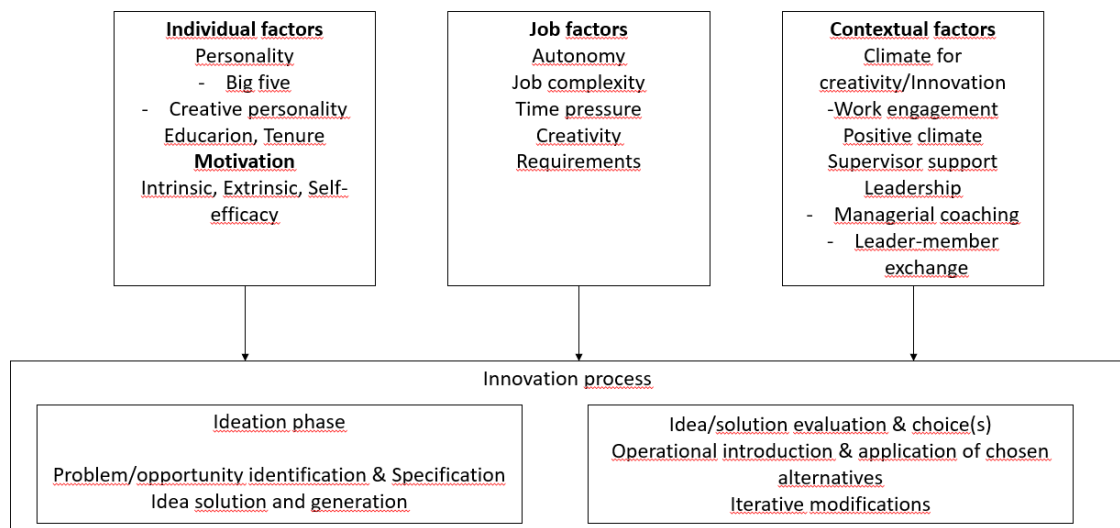 Individual factors
Personality
- Big five
- Creative personality
Educarion, Tenure
Motivation
Intrinsic, Extrinsic, Self-
efficacy
Job factors
Autonomy
Job complexity
Time pressure
Creativity
Requirements
Contextual factors
Climate for
creativity/Innovation
-Work engagement
Positive climate
Supervisor support
Leadership
- Managerial coaching
- Leader-member
exchange
Innovation process
Ideation phase
Problem/opportunity identification & Specification
Idea solution and generation
Idea/solution evaluation & choice(s)
Operational introduction & application of chosen
alternatives
Iterative modifications